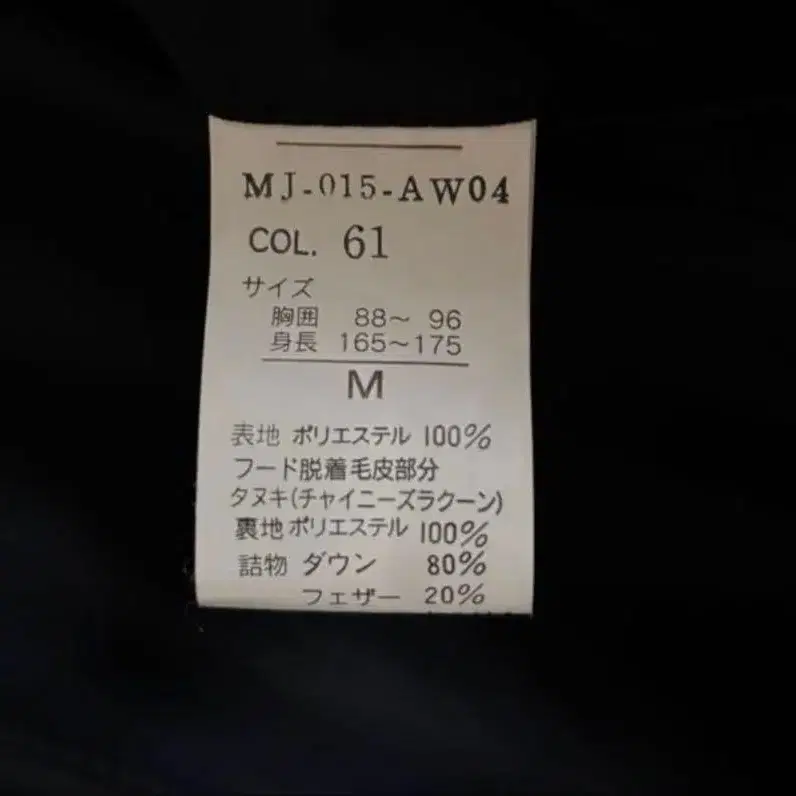 MJ-015-AW04
COL. 61
サイズ
胸囲 88～ 96
身長 165～175
M
表地 ポリエステル 100%
フード脱着毛皮部分
タヌキ(チャイニーズラクーン)
裏地 ポリエステル 100%
詰物 ダウン 80%
フェザー 20%